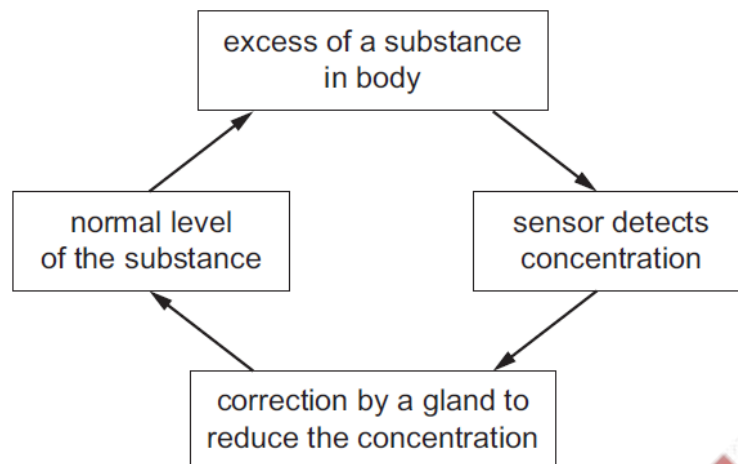 excess of a substance
in body
sensor detects
concentration
correction by a gland to
reduce the concentration
normal level
of the substance